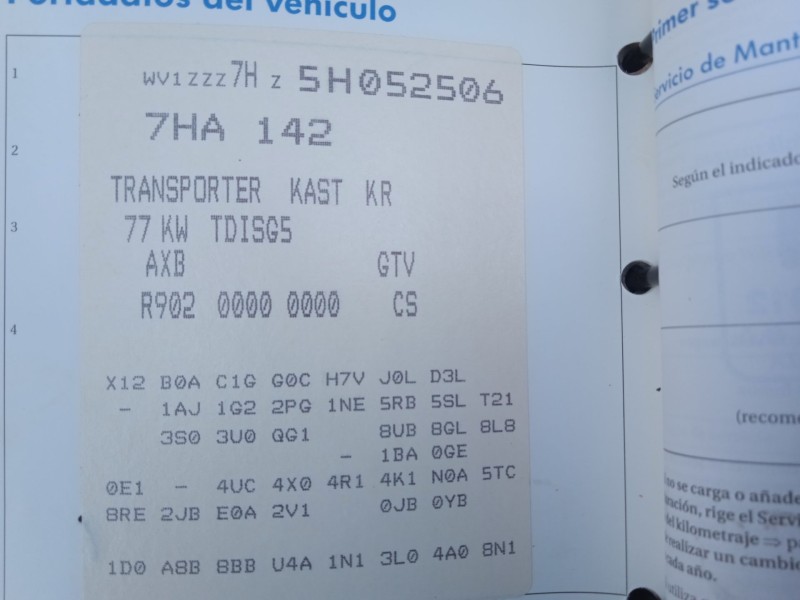 del vehículo
1
2
3
4
WV1ZZZ7H Z 5H052506
7HA 142
TRANSPORTER KAST KR
77 KW TDISG5
AXB GTV
R902 0000 0000 CS
X12 B0A C1G G0C H7V J0L D3L
- 1AJ 1G2 2PG 1NE 5RB 5SL T21
3S0 3U0 QG1 8UB 8GL 8L8
- 1BA 0GE
0E1 - 4UC 4X0 4R1 4K1 N0A 5TC
8RE 2JB E0A 2V1 0JB 0YB
1D0 A8B 8BB U4A 1N1 3L0 4A0 8N1
Servicio de
Según el indicado
(recom
no se carga o añade
rige el
kilometraje ⇒
realizar un cambio
cada año.